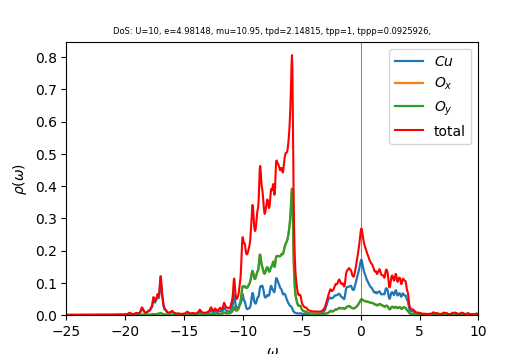 DoS: U=10, e=4.98148, mu=10.95, tpd=2.14815, tpp=1, tppp=0.0925926,
ρ(ω)
0.8
0.7
0.6
0.5
0.4
0.3
0.2
0.1
0.0
Cu
Oₓ
O_y
total
−25 −20 −15 −10 −5 0 5 10
ω